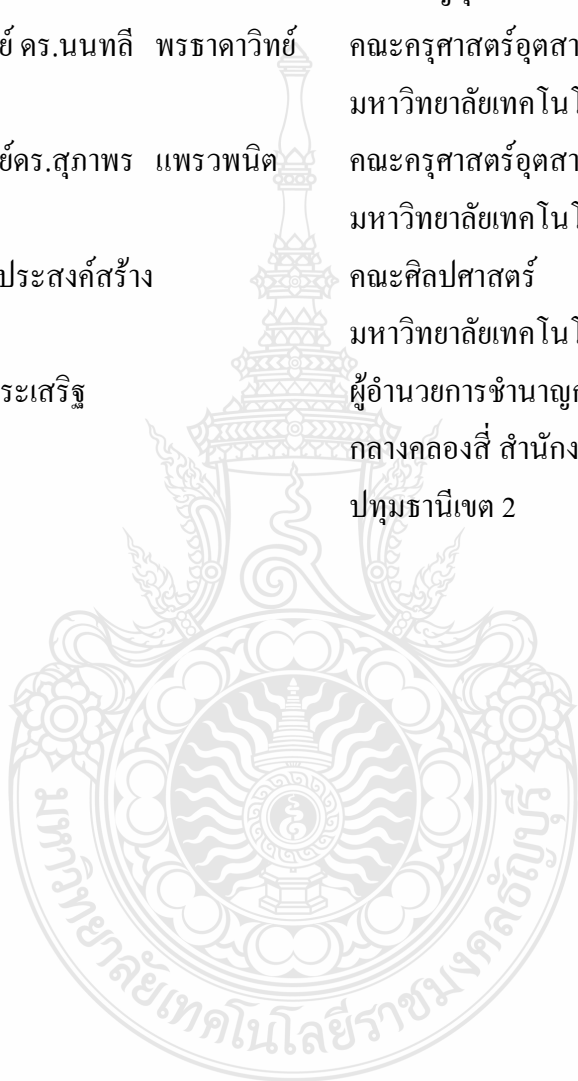 ย์ ดร.นนทลี พรธาดาวิทย์ คณะครุศาสตร์อุตสา
มหาวิทยาลัยเทคโนโ
ย์ดร.สุภาพร แพรวพนิต คณะครุศาสตร์อุตสา
มหาวิทยาลัยเทคโนโ
ประสงค์สร้าง คณะศิลปศาสตร์
มหาวิทยาลัยเทคโนโ
ระเสริฐ ผู้อำนวยการชำนาญก
กลางคลองสี่ สำนักง
ปทุมธานีเขต 2
มหาวิทยาลัยเทคโนโลยีราชมงคลธัญบุรี